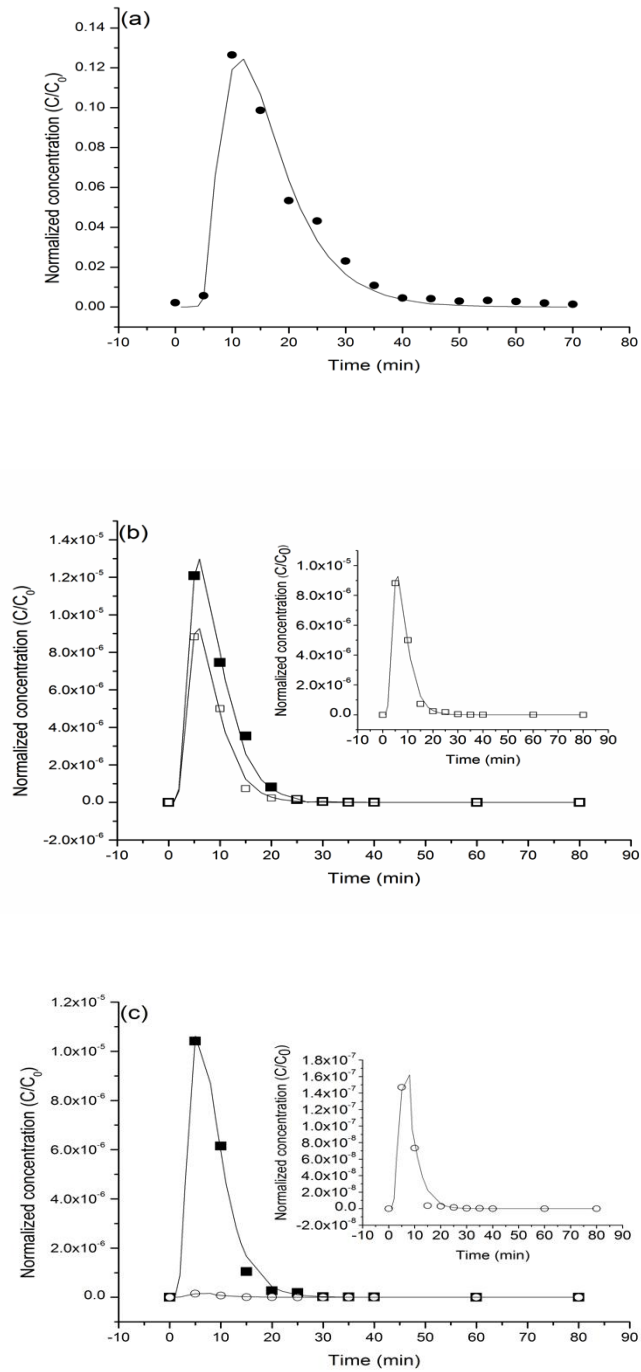 (a)
0.14
0.12
0.10
0.08
0.06
0.04
0.02
0.00
Normalized concentration (C/C₀)
-10 0 10 20 30 40 50 60 70 80
Time (min)
(b)
1.4x10⁻⁵
1.2x10⁻⁵
1.0x10⁻⁵
8.0x10⁻⁶
6.0x10⁻⁶
4.0x10⁻⁶
2.0x10⁻⁶
0.0
-2.0x10⁻⁶
Normalized concentration (C/C₀)
-10 0 10 20 30 40 50 60 70 80 90
Time (min)
1.0x10⁻⁵
8.0x10⁻⁶
6.0x10⁻⁶
4.0x10⁻⁶
2.0x10⁻⁶
0.0
Normalized concentration (C/C0)
-10 0 10 20 30 40 50 60 70 80 90
Time (min)
(c)
1.2x10⁻⁵
1.0x10⁻⁵
8.0x10⁻⁶
6.0x10⁻⁶
4.0x10⁻⁶
2.0x10⁻⁶
0.0
Normalized concentration (C/C₀)
-10 0 10 20 30 40 50 60 70 80 90
Time (min)
1.8x10⁻⁷
1.6x10⁻⁷
1.4x10⁻⁷
1.2x10⁻⁷
1.0x10⁻⁷
8.0x10⁻⁸
6.0x10⁻⁸
4.0x10⁻⁸
2.0x10⁻⁸
0.0
-2.0x10⁻⁸
Normalized concentration (C/C0)
-10 0 10 20 30 40 50 60 70 80 90
Time (min)